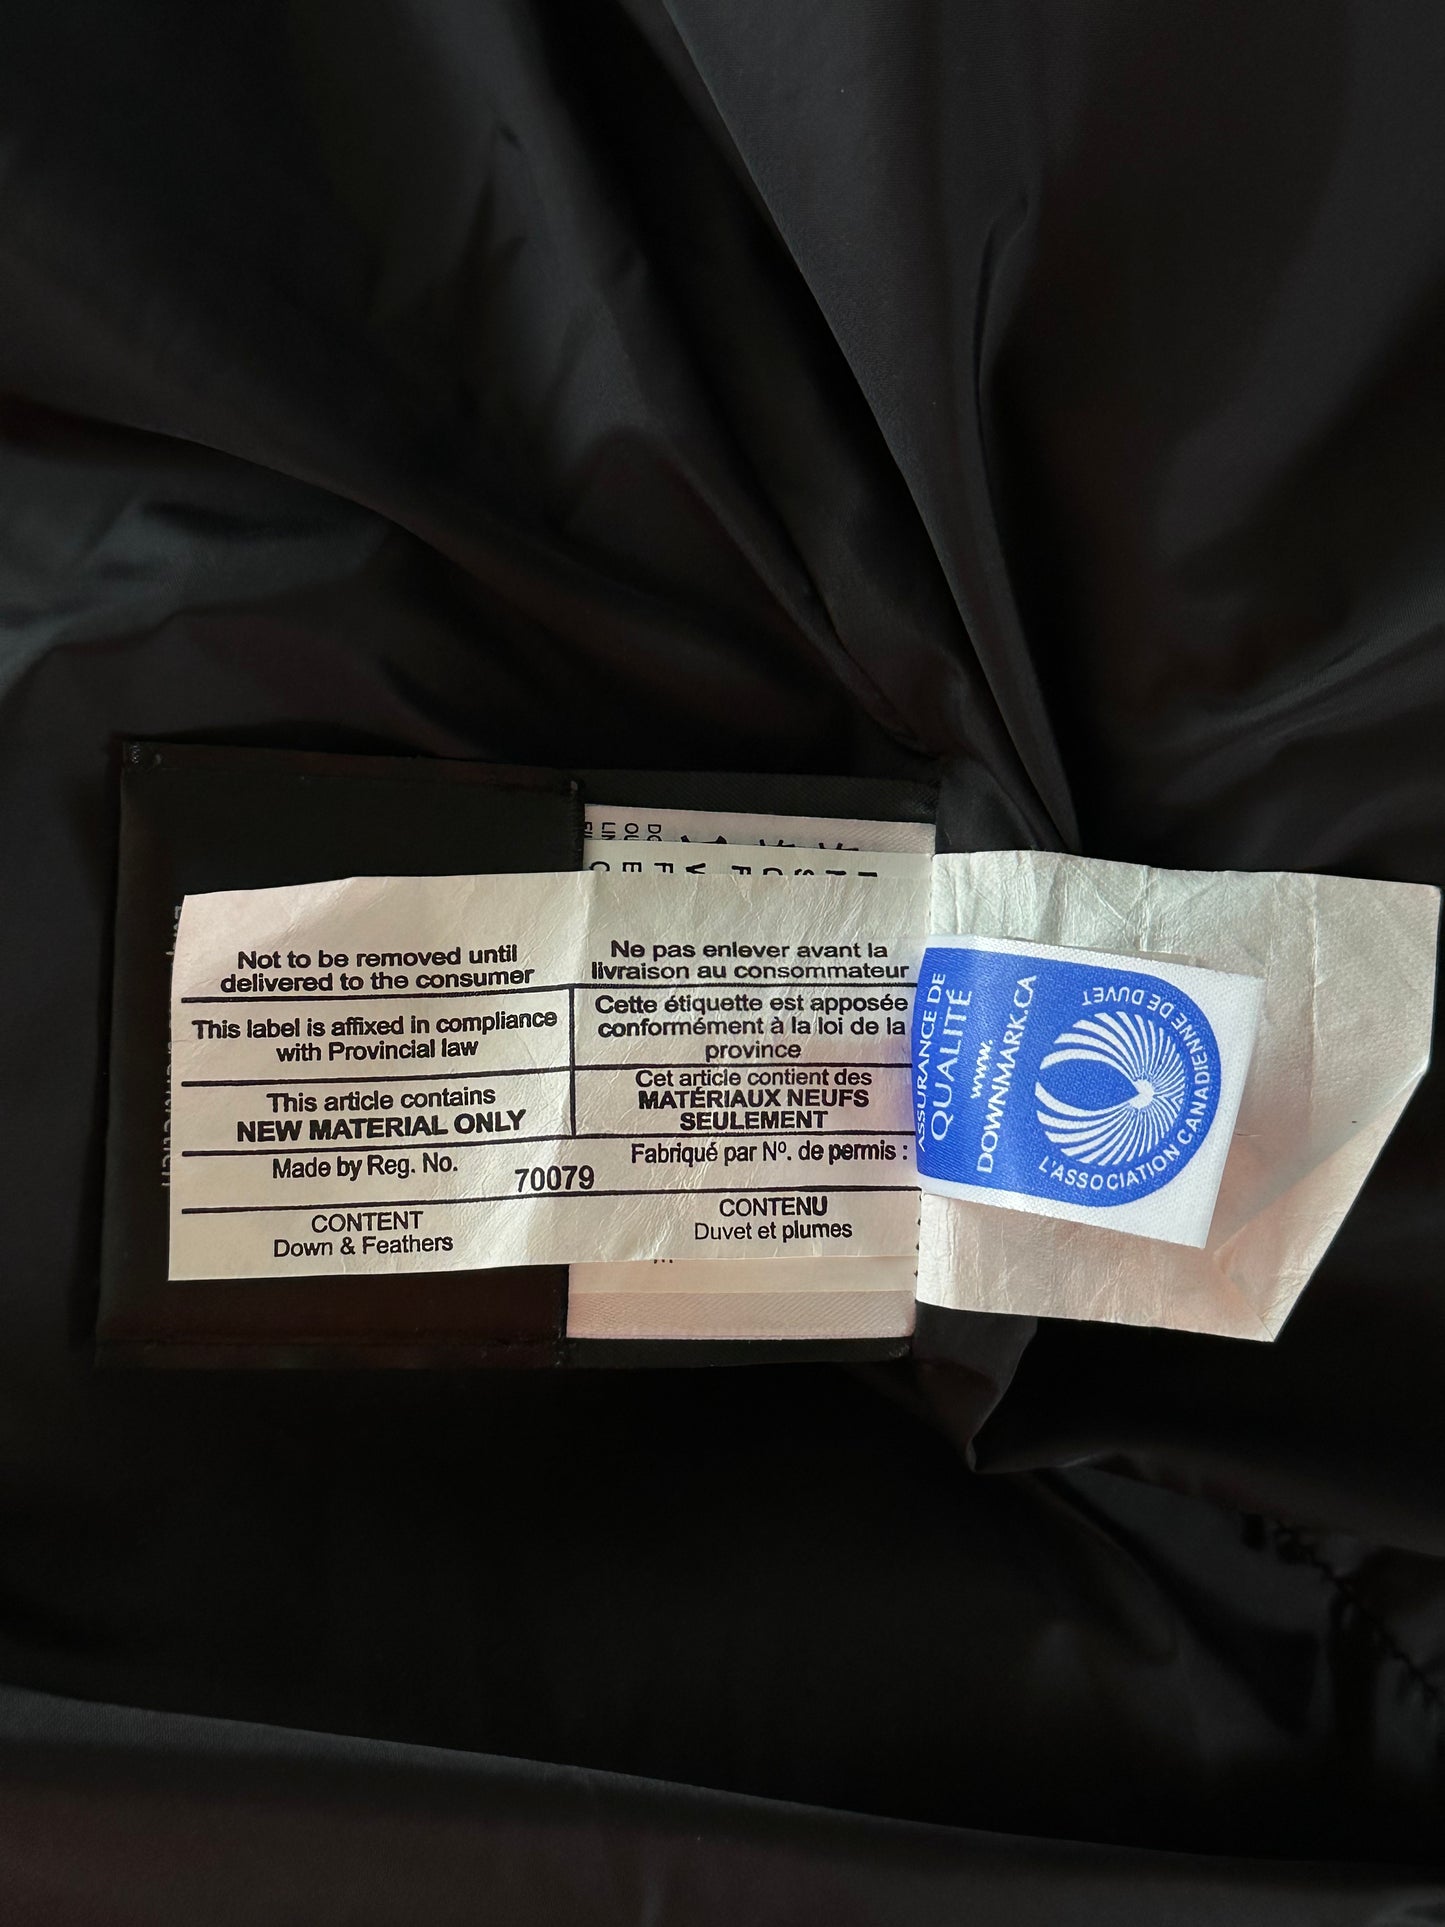 Not to be removed until
delivered to the consumer
This label is affixed in compliance
with Provincial law
This article contains
NEW MATERIAL ONLY
Made by Reg. No.
70079
CONTENT
Down & Feathers
Ne pas enlever avant la
livraison au consommateur
Cette étiquette est apposée
conformément à la loi de la
province
Cet article contient des
MATÉRIAUX NEUFS
SEULEMENT
Fabriqué par Nº. de permis :
CONTENU
Duvet et plumes
ASSURANCE DE
QUALITÉ
www.
DOWNMARK.CA
L'ASSOCIATION CANADIENNE DE DUVET